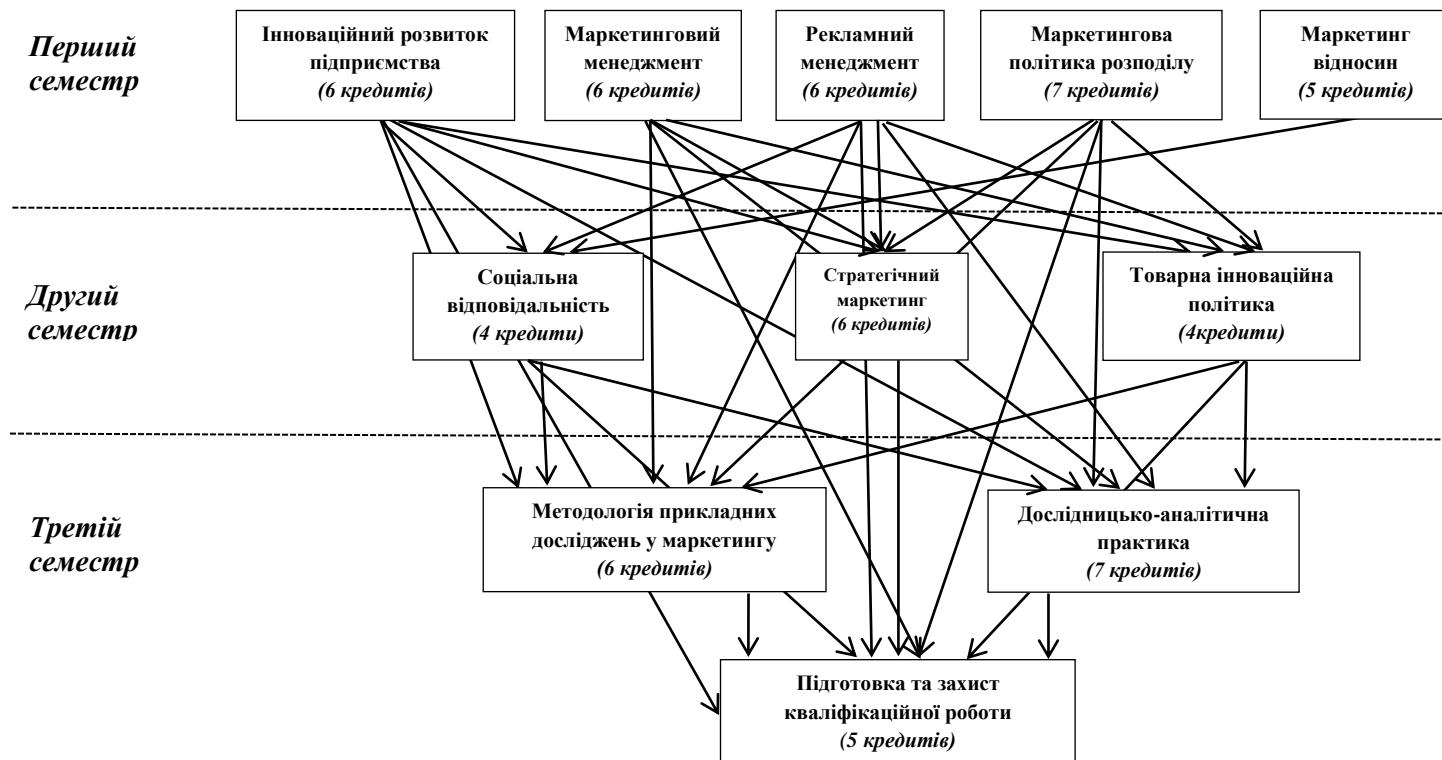 Перший
семестр
Інноваційний розвиток
підприємства
(6 кредитів)
Маркетинговий
менеджмент
(6 кредитів)
Рекламний
менеджмент
(6 кредитів)
Маркетингова
політика розподілу
(7 кредитів)
Маркетинг
відносин
(5 кредитів)
Другий
семестр
Соціальна
відповідальність
(4 кредити)
Стратегічний
маркетинг
(6 кредитів)
Товарна інноваційна
політика
(4кредити)
Третій
семестр
Методологія прикладних
досліджень у маркетингу
(6 кредитів)
Дослідницько-аналітична
практика
(7 кредитів)
Підготовка та захист
кваліфікаційної роботи
(5 кредитів)